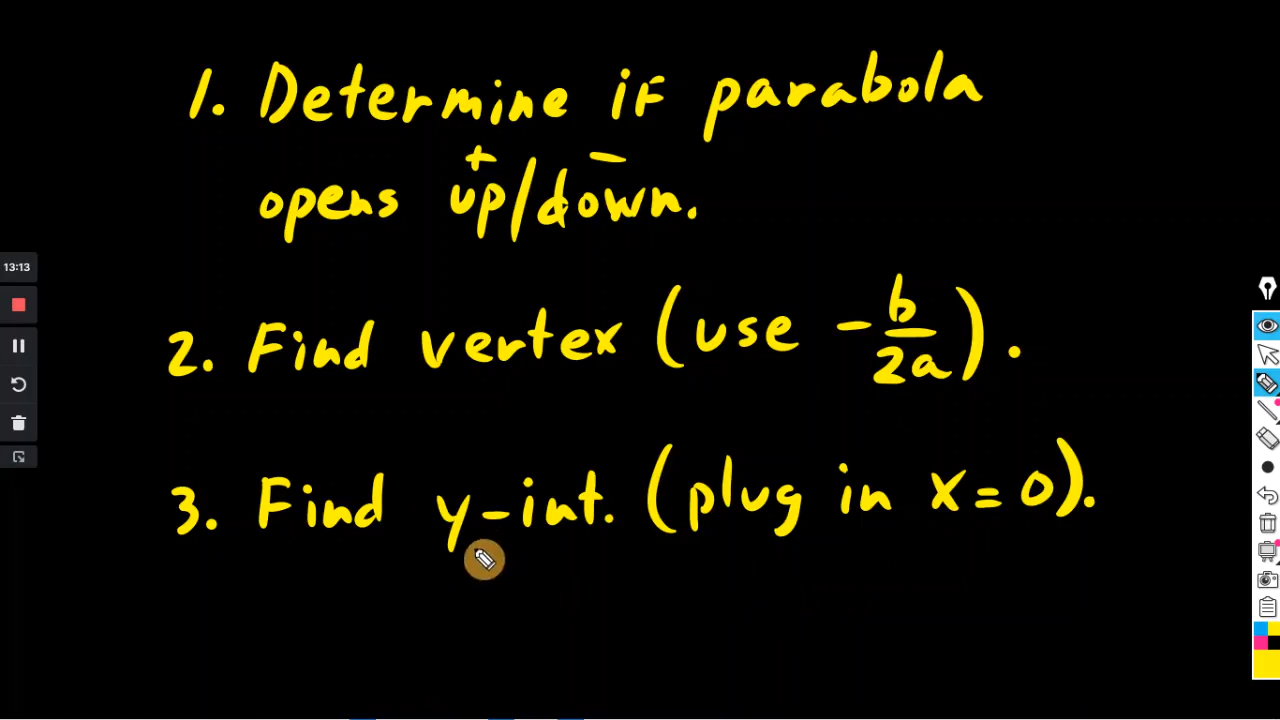 1. Determine if parabola
+ −
opens up/down.
2. Find vertex (use -b/2a).
3. Find y-int. (plug in x=0).
13:13